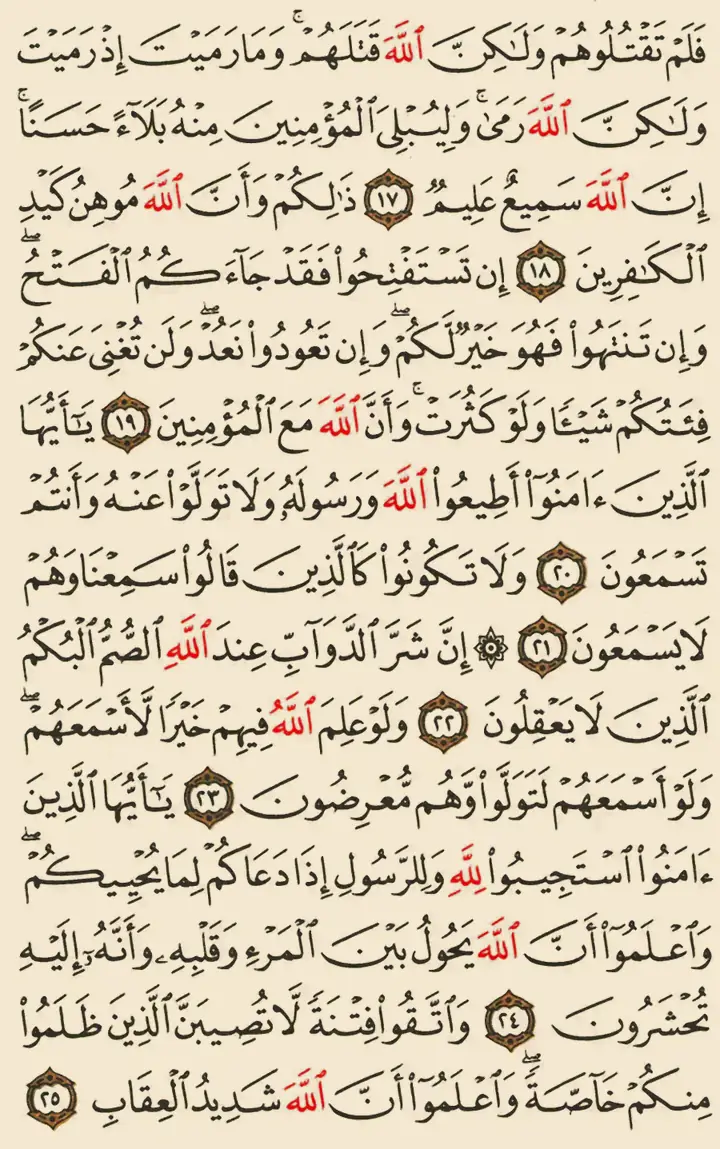 فَلَمْ تَقْتُلُوهُمْ وَلَٰكِنَّ ٱللَّهَ قَتَلَهُمْ ۚ وَمَا رَمَيْتَ إِذْ رَمَيْتَ
وَلَٰكِنَّ ٱللَّهَ رَمَىٰ ۚ وَلِيُبْلِىَ ٱلْمُؤْمِنِينَ مِنْهُ بَلَآءً حَسَنًا ۚ
إِنَّ ٱللَّهَ سَمِيعٌ عَلِيمٌ ١٧ ذَٰلِكُمْ وَأَنَّ ٱللَّهَ مُوهِنُ كَيْدِ
ٱلْكَٰفِرِينَ ١٨ إِن تَسْتَفْتِحُوا۟ فَقَدْ جَآءَكُمُ ٱلْفَتْحُ ۖ
وَإِن تَنتَهُوا۟ فَهُوَ خَيْرٌ لَّكُمْ ۖ وَإِن تَعُودُوا۟ نَعُدْ ۖ وَلَن تُغْنِىَ عَنكُمْ
فِئَتُكُمْ شَيْـًٔا وَلَوْ كَثُرَتْ ۚ وَأَنَّ ٱللَّهَ مَعَ ٱلْمُؤْمِنِينَ ١٩ يَٰٓأَيُّهَا
ٱلَّذِينَ ءَامَنُوٓا۟ أَطِيعُوا۟ ٱللَّهَ وَرَسُولَهُۥ وَلَا تَوَلَّوْا۟ عَنْهُ وَأَنتُمْ
تَسْمَعُونَ ٢٠ وَلَا تَكُونُوا۟ كَٱلَّذِينَ قَالُوا۟ سَمِعْنَا وَهُمْ
لَا يَسْمَعُونَ ٢١ ۞ إِنَّ شَرَّ ٱلدَّوَآبِّ عِندَ ٱللَّهِ ٱلصُّمُّ ٱلْبُكْمُ
ٱلَّذِينَ لَا يَعْقِلُونَ ٢٢ وَلَوْ عَلِمَ ٱللَّهُ فِيهِمْ خَيْرًا لَّأَسْمَعَهُمْ ۖ
وَلَوْ أَسْمَعَهُمْ لَتَوَلَّوا۟ وَّهُم مُّعْرِضُونَ ٢٣ يَٰٓأَيُّهَا ٱلَّذِينَ
ءَامَنُوا۟ ٱسْتَجِيبُوا۟ لِلَّهِ وَلِلرَّسُولِ إِذَا دَعَاكُمْ لِمَا يُحْيِيكُمْ ۖ
وَٱعْلَمُوٓا۟ أَنَّ ٱللَّهَ يَحُولُ بَيْنَ ٱلْمَرْءِ وَقَلْبِهِۦ وَأَنَّهُۥٓ إِلَيْهِ
تُحْشَرُونَ ٢٤ وَٱتَّقُوا۟ فِتْنَةً لَّا تُصِيبَنَّ ٱلَّذِينَ ظَلَمُوا۟
مِنكُمْ خَآصَّةً ۖ وَٱعْلَمُوٓا۟ أَنَّ ٱللَّهَ شَدِيدُ ٱلْعِقَابِ ٢٥